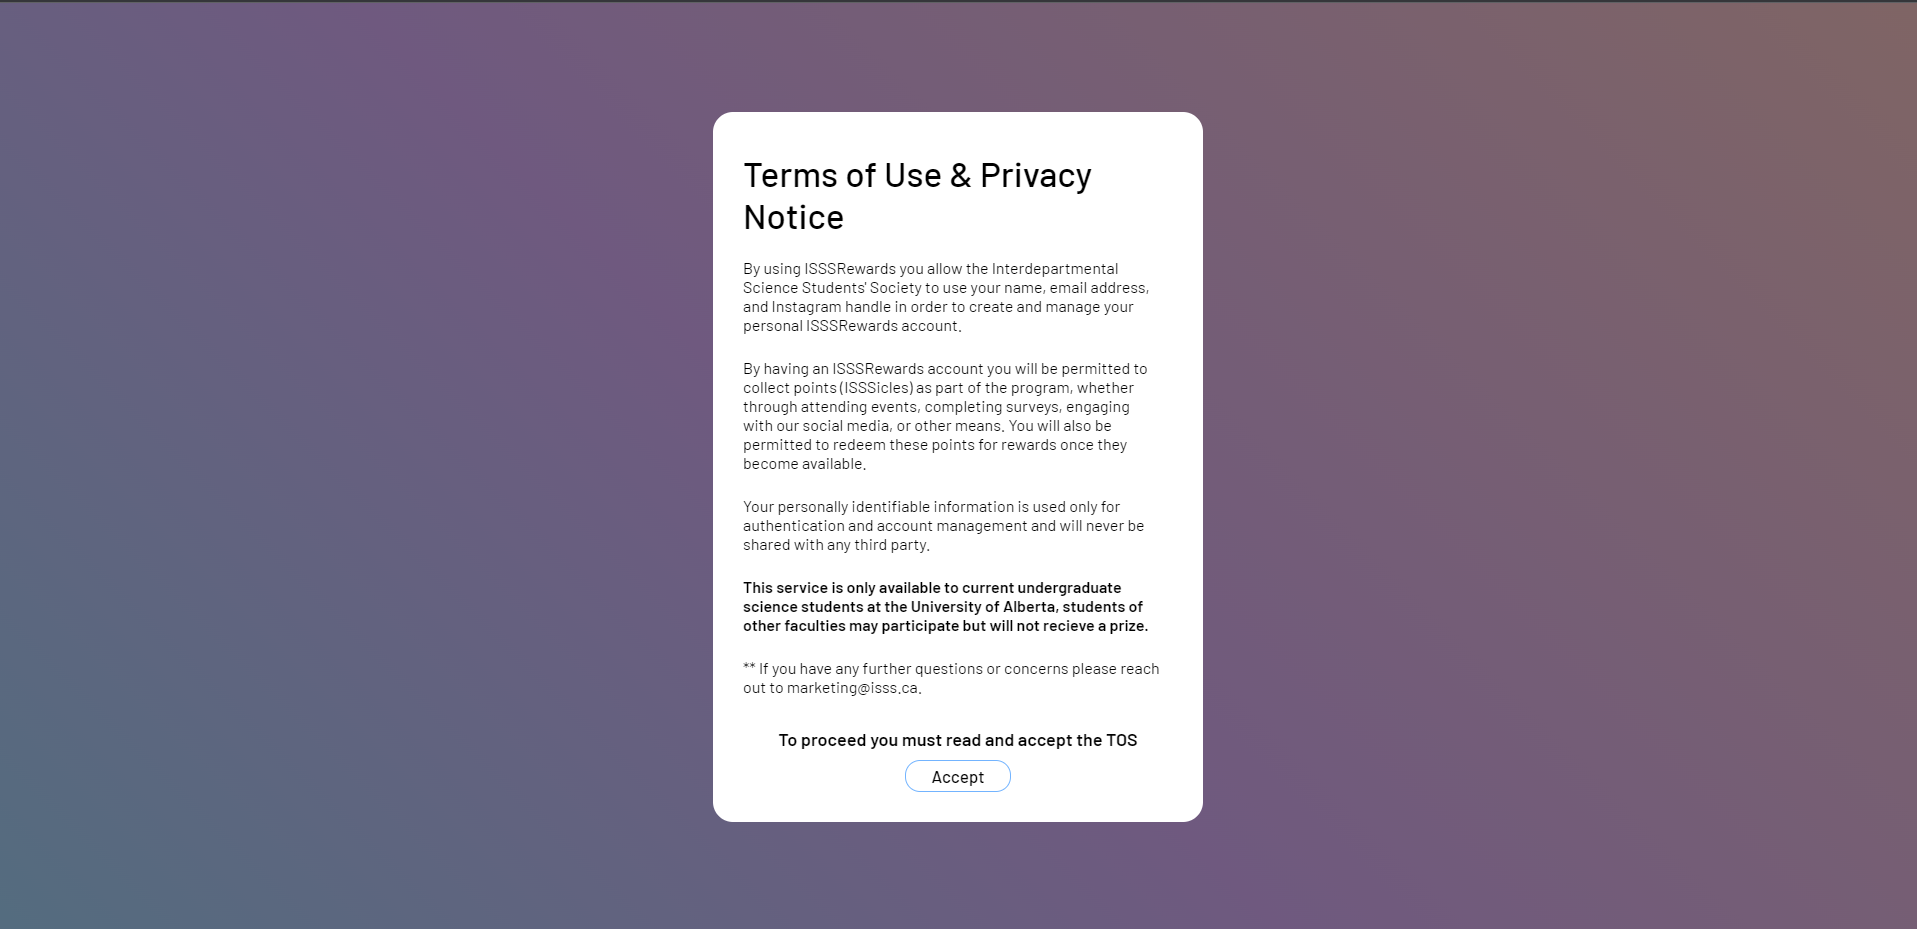 Terms of Use & Privacy
Notice
By using ISSSRewards you allow the Interdepartmental
Science Students' Society to use your name, email address,
and Instagram handle in order to create and manage your
personal ISSSRewards account.
By having an ISSSRewards account you will be permitted to
collect points (ISSSicles) as part of the program, whether
through attending events, completing surveys, engaging
with our social media, or other means. You will also be
permitted to redeem these points for rewards once they
become available.
Your personally identifiable information is used only for
authentication and account management and will never be
shared with any third party.
This service is only available to current undergraduate
science students at the University of Alberta, students of
other faculties may participate but will not recieve a prize.
** If you have any further questions or concerns please reach
out to marketing@isss.ca.
To proceed you must read and accept the TOS
Accept